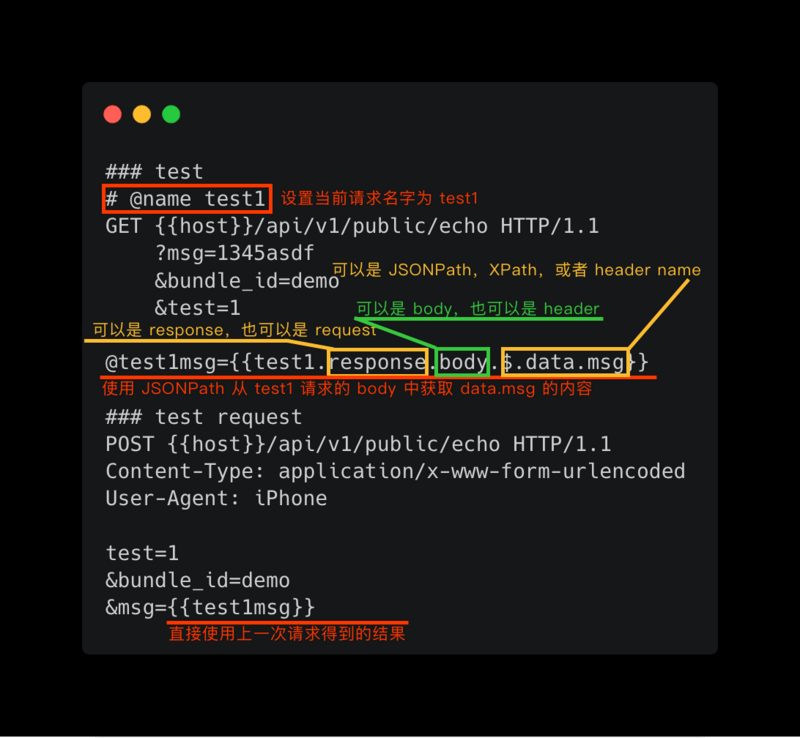 ### test
# @name test1
设置当前请求名字为 test1
GET {{host}}/api/v1/public/echo HTTP/1.1
?msg=1345asdf
可以是 JSONPath，XPath，或者 header name
&bundle_id=demo
&test=1
可以是 body，也可以是 header
可以是 response，也可以是 request
@test1msg={{test1.response.body.$.data.msg}}
使用 JSONPath 从 test1 请求的 body 中获取 data.msg 的内容
### test request
POST {{host}}/api/v1/public/echo HTTP/1.1
Content-Type: application/x-www-form-urlencoded
User-Agent: iPhone
test=1
&bundle_id=demo
&msg={{test1msg}}
直接使用上一次请求得到的结果